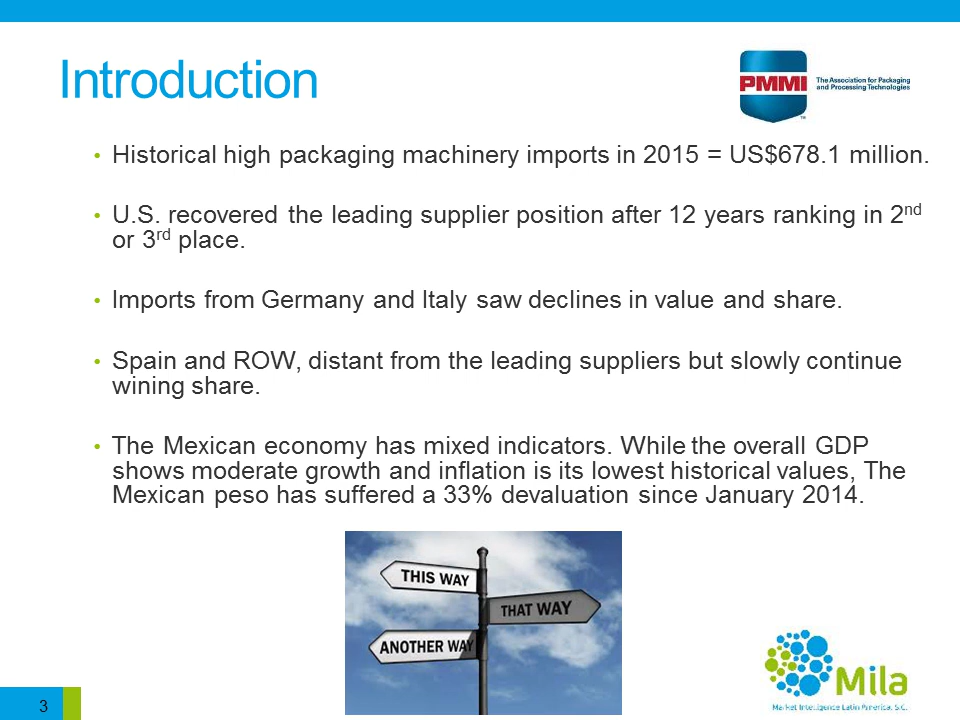 Introduction
PMMI
The Association for Packaging
and Processing Technologies
TM
• Historical high packaging machinery imports in 2015 = US$678.1 million.
• U.S. recovered the leading supplier position after 12 years ranking in 2nd
or 3rd place.
• Imports from Germany and Italy saw declines in value and share.
• Spain and ROW, distant from the leading suppliers but slowly continue
wining share.
• The Mexican economy has mixed indicators. While the overall GDP
shows moderate growth and inflation is its lowest historical values, The
Mexican peso has suffered a 33% devaluation since January 2014.
THIS WAY
THAT WAY
ANOTHER WAY
Mila
Market Intelligence Latin America, S.C.
3